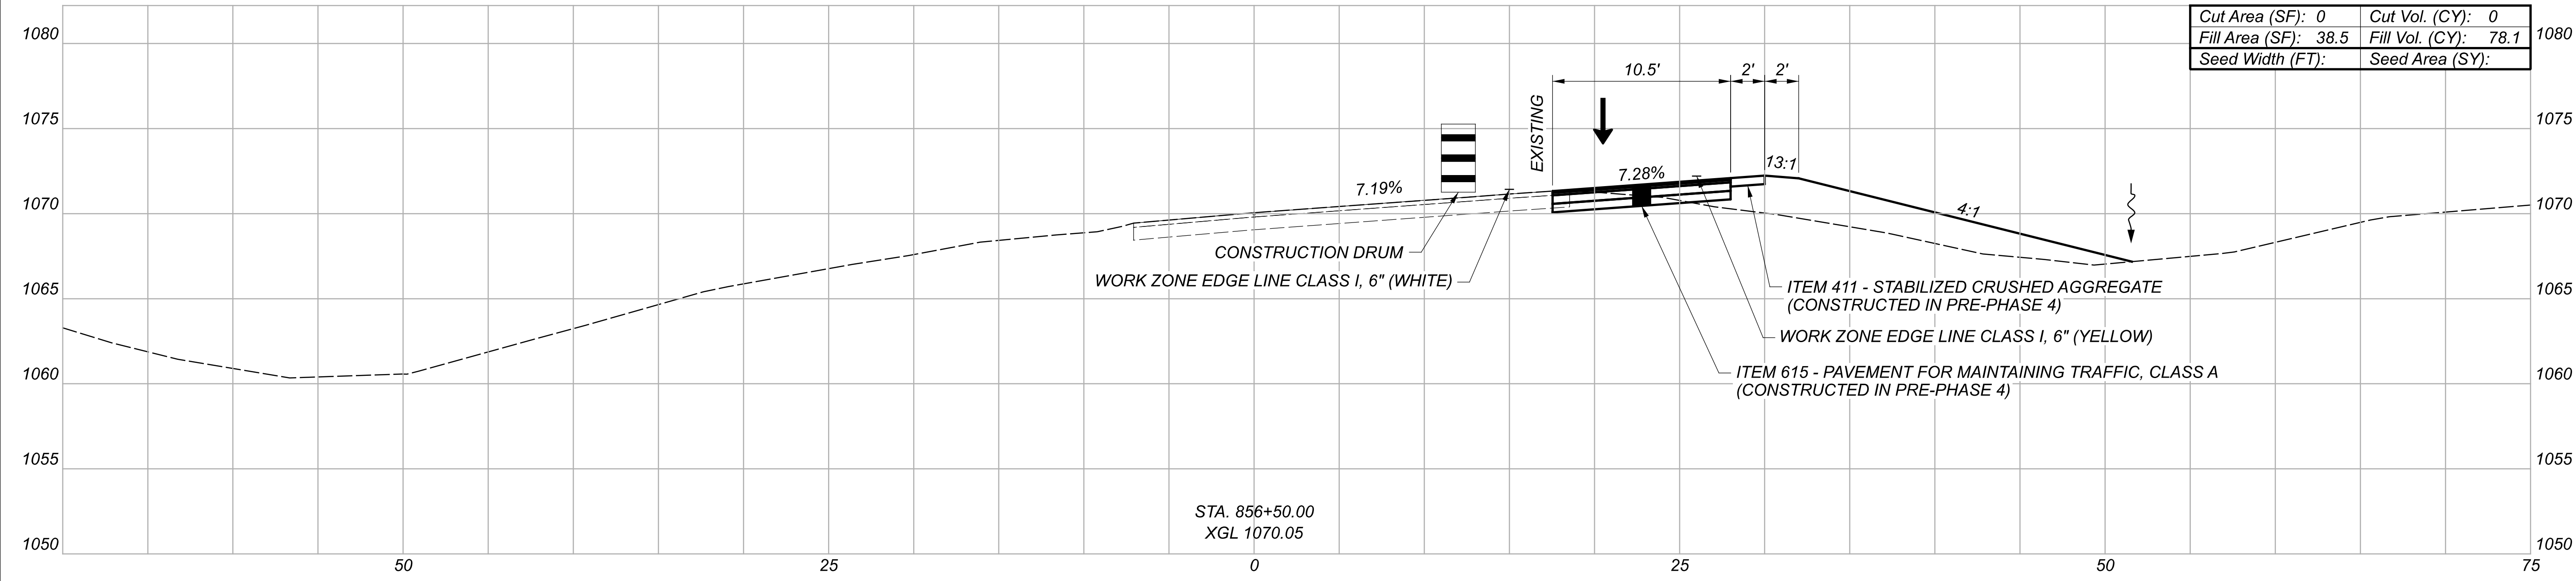 Cut Area (SF): 0 Cut Vol. (CY): 0
Fill Area (SF): 38.5 Fill Vol. (CY): 78.1
Seed Width (FT): Seed Area (SY):
1080 1080
10.5' 2' 2'
1075 1075
EXISTING
13:1
7.28%
7.19%
1070 1070
4:1
CONSTRUCTION DRUM
WORK ZONE EDGE LINE CLASS I, 6" (WHITE)
1065 1065
ITEM 411 - STABILIZED CRUSHED AGGREGATE
(CONSTRUCTED IN PRE-PHASE 4)
WORK ZONE EDGE LINE CLASS I, 6" (YELLOW)
1060 1060
ITEM 615 - PAVEMENT FOR MAINTAINING TRAFFIC, CLASS A
(CONSTRUCTED IN PRE-PHASE 4)
1055 1055
STA. 856+50.00
XGL 1070.05
1050 1050
50 25 0 25 50 75